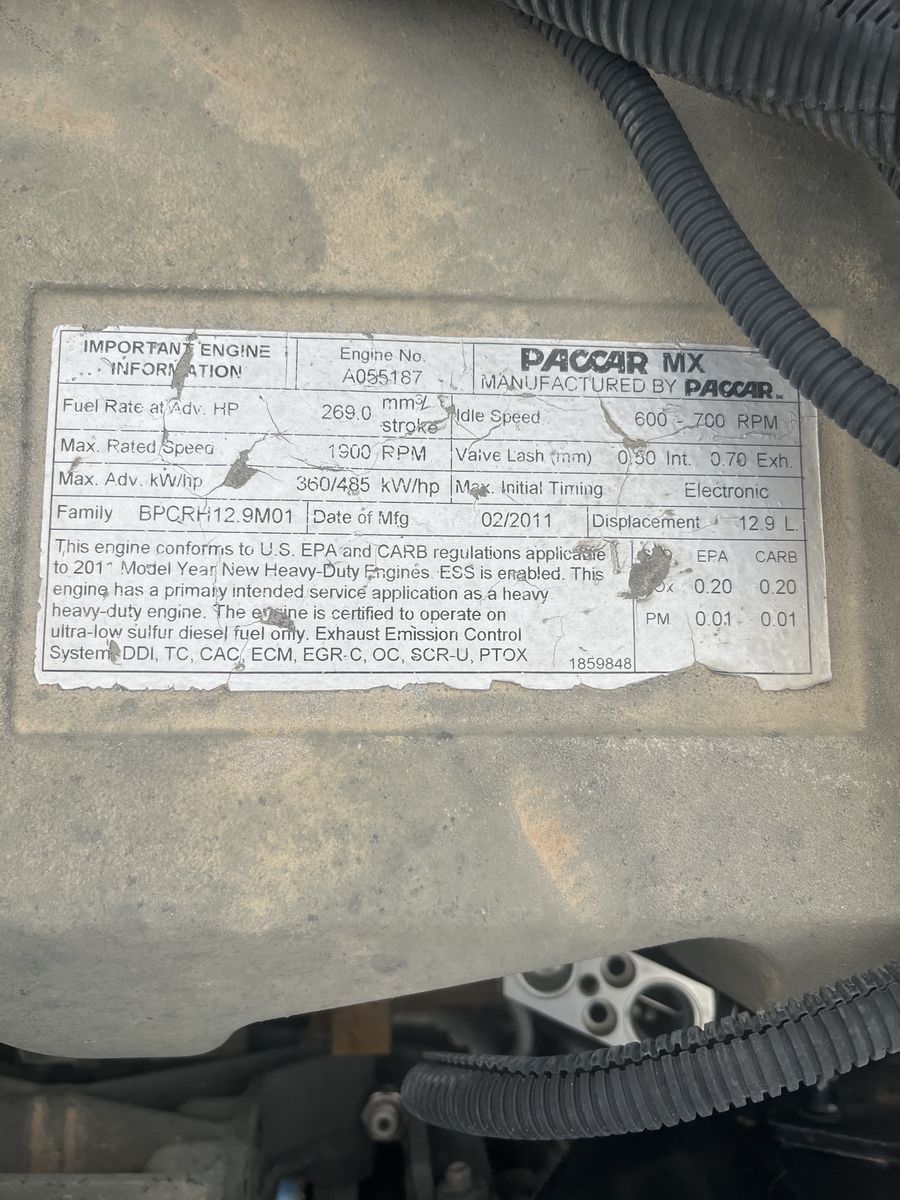 IMPORTANT ENGINE
INFORMATION
Engine No.
A055187
PACCAR MX
MANUFACTURED BY PACCAR INC
Fuel Rate at Adv. HP 269.0 mm³/
stroke
Idle Speed 600 - 700 RPM
Max. Rated Speed 1900 RPM
Valve Lash (mm) 0.50 Int. 0.70 Exh.
Max. Adv. kW/hp 360/485 kW/hp
Max. Initial Timing Electronic
Family BPCRH12.9M01
Date of Mfg 02/2011
Displacement 12.9 L.
This engine conforms to U.S. EPA and CARB regulations applicable
to 2011 Model Year New Heavy-Duty Engines. ESS is enabled. This
engine has a primary intended service application as a heavy
heavy-duty engine. The engine is certified to operate on
ultra-low sulfur diesel fuel only. Exhaust Emission Control
System: DDI, TC, CAC, ECM, EGR-C, OC, SCR-U, PTOX
1859848
EPA CARB
0.20 0.20
PM 0.01 0.01